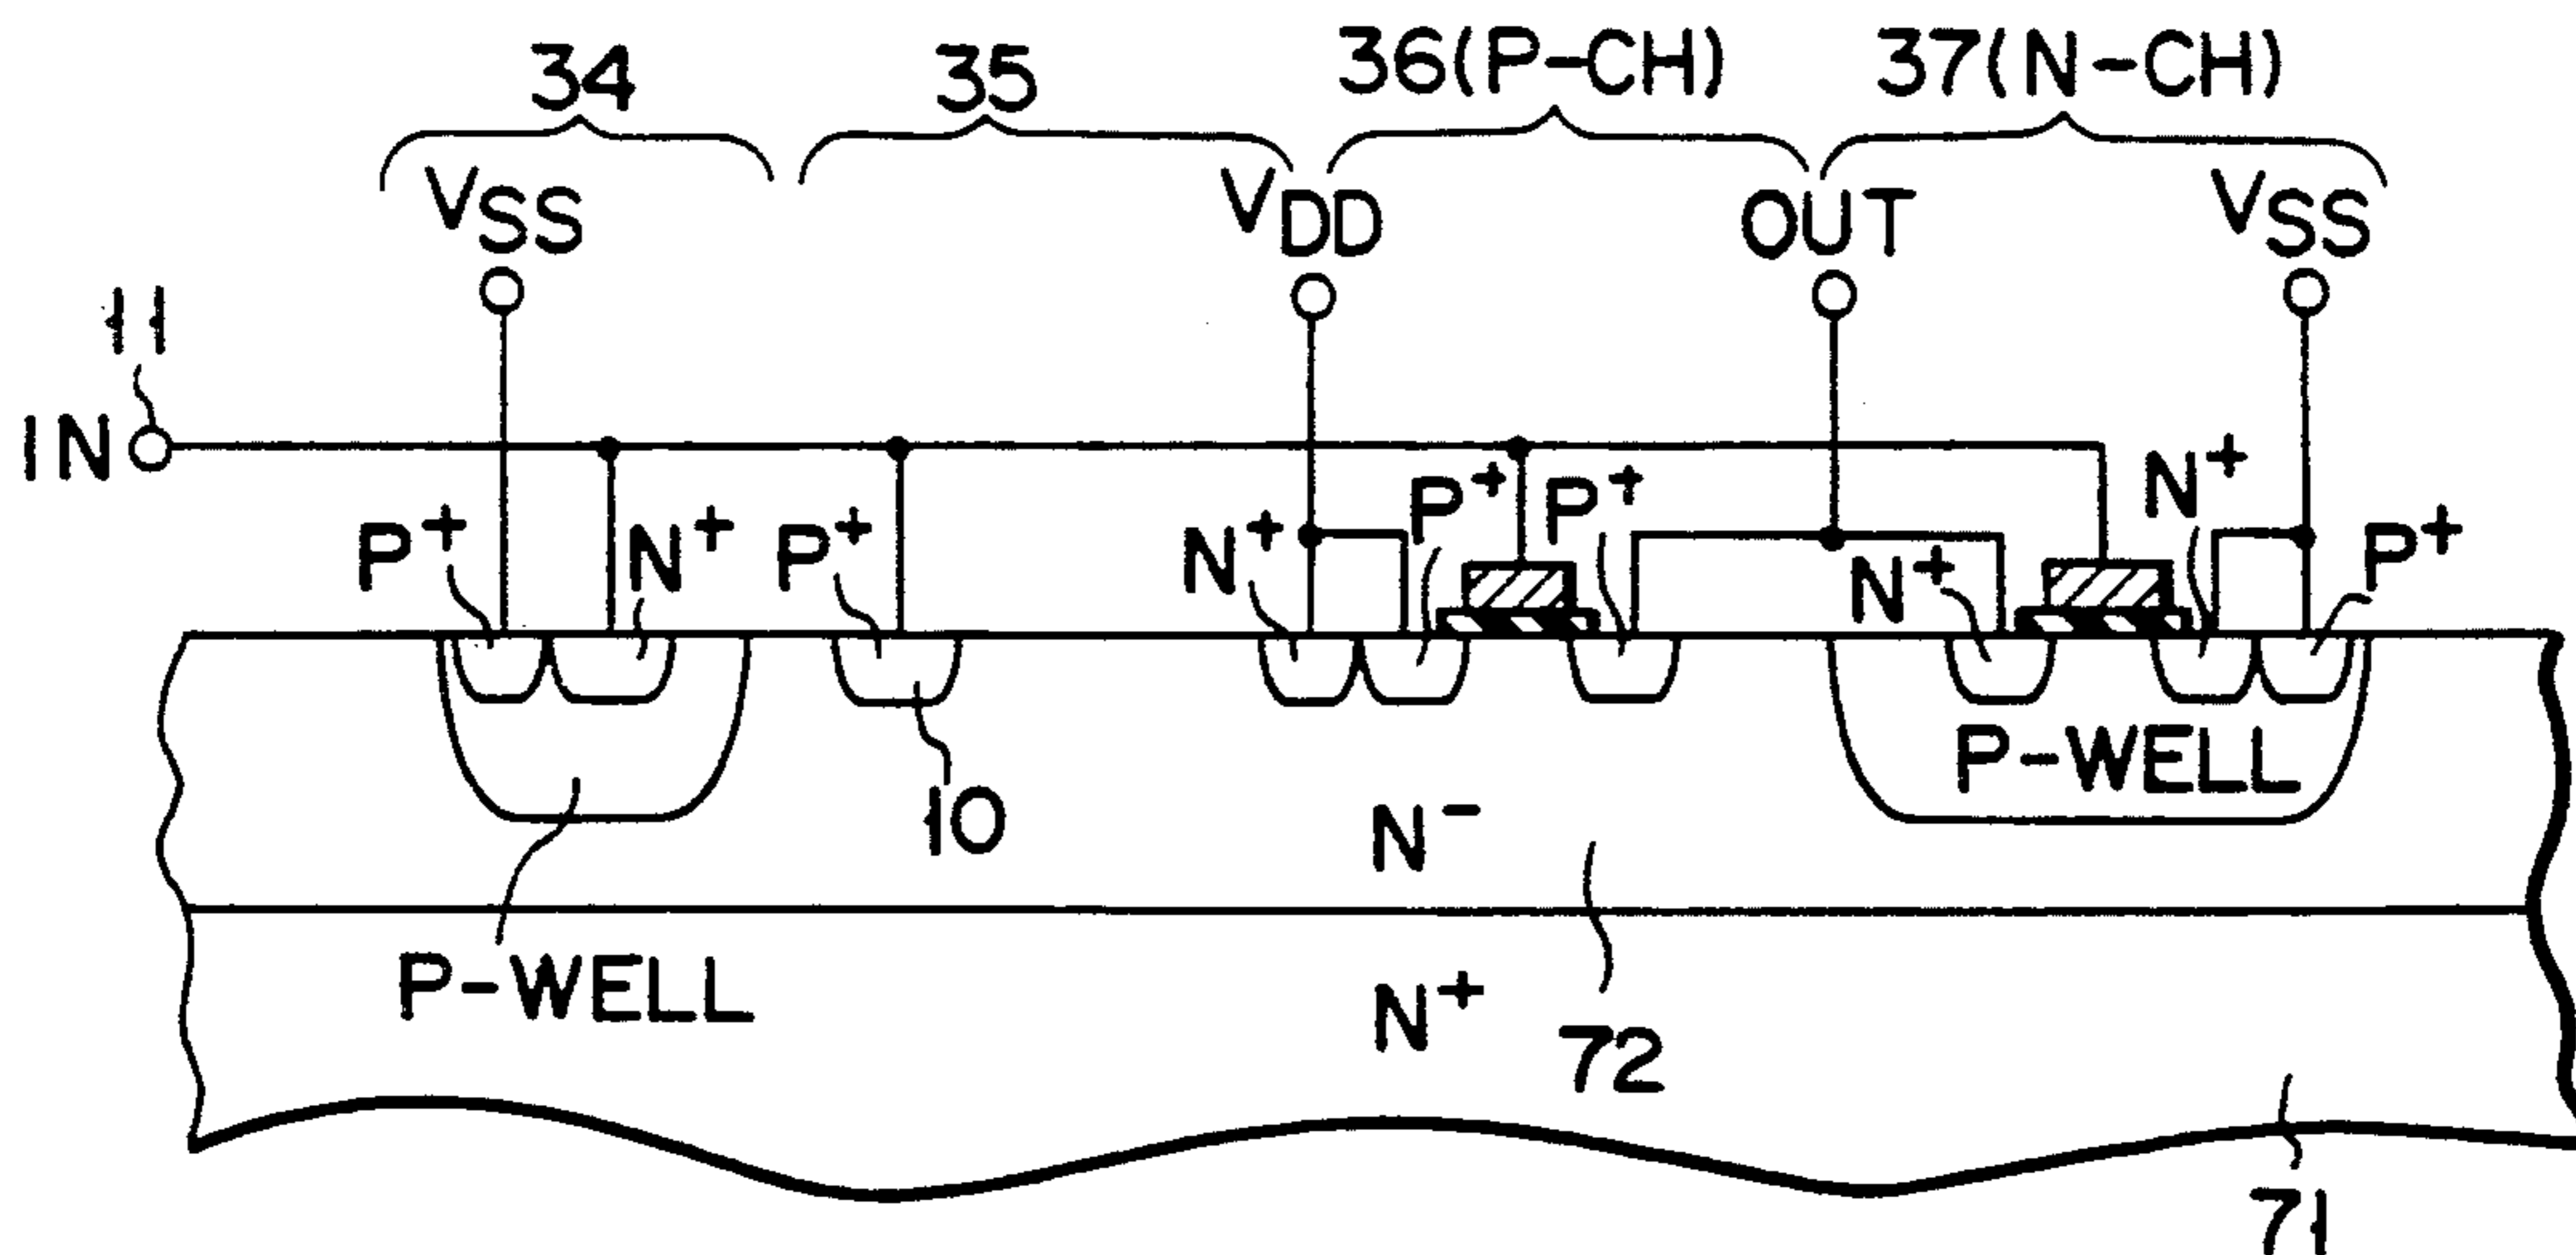 34 35 36(P-CH) 37(N-CH)
VSS VDD OUT VSS
11
IN
P+ N+ P+ N+ P+ P+ N+ N+ P+
10
P-WELL
P-WELL
N-
N+
72
71